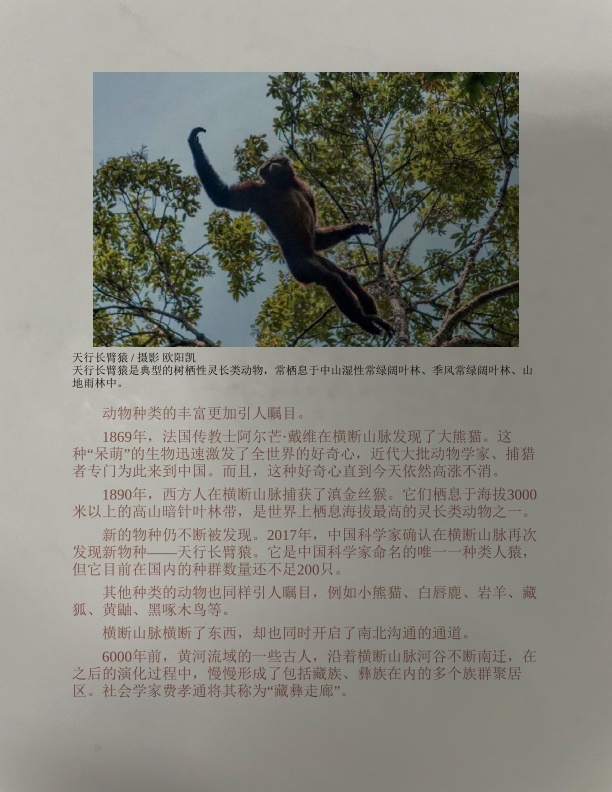 天行长臂猿 / 摄影 欧阳凯
天行长臂猿是典型的树栖性灵长类动物，常栖息于中山湿性常绿阔叶林、季风常绿阔叶林、山
地雨林中。
动物种类的丰富更加引人瞩目。
1869年，法国传教士阿尔芒·戴维在横断山脉发现了大熊猫。这
种“呆萌”的生物迅速激发了全世界的好奇心，近代大批动物学家、捕猎
者专门为此来到中国。而且，这种好奇心直到今天依然高涨不消。
1890年，西方人在横断山脉捕获了滇金丝猴。它们栖息于海拔3000
米以上的高山暗针叶林带，是世界上栖息海拔最高的灵长类动物之一。
新的物种仍不断被发现。2017年，中国科学家确认在横断山脉再次
发现新物种——天行长臂猿。它是中国科学家命名的唯一一种类人猿，
但它目前在国内的种群数量还不足200只。
其他种类的动物也同样引人瞩目，例如小熊猫、白唇鹿、岩羊、藏
狐、黄鼬、黑啄木鸟等。
横断山脉横断了东西，却也同时开启了南北沟通的通道。
6000年前，黄河流域的一些古人，沿着横断山脉河谷不断南迁，在
之后的演化过程中，慢慢形成了包括藏族、彝族在内的多个族群聚居
区。社会学家费孝通将其称为“藏彝走廊”。